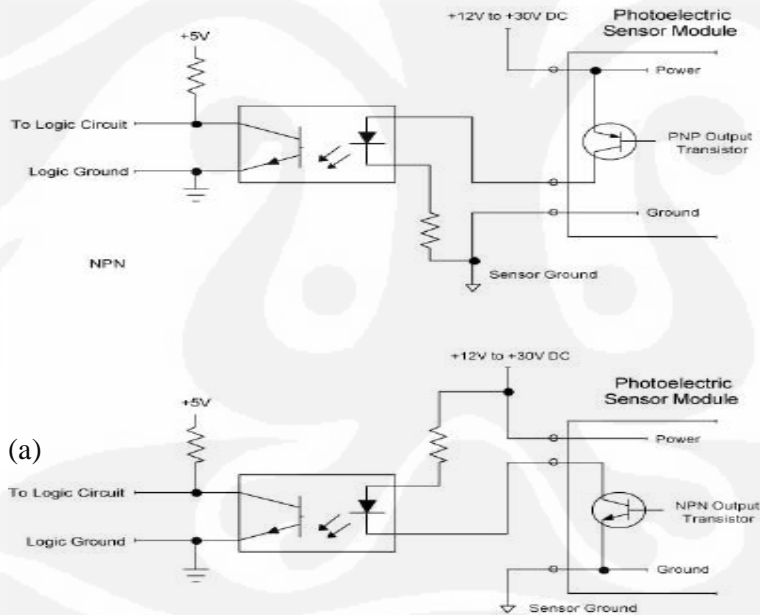 +12V to +30V DC
Photoelectric
Sensor Module
+5V
Power
To Logic Circuit
PNP Output
Transistor
Logic Ground
Ground
NPN
Sensor Ground
+12V to +30V DC
Photoelectric
Sensor Module
+5V
Power
(a)
To Logic Circuit
NPN Output
Transistor
Logic Ground
Ground
Sensor Ground